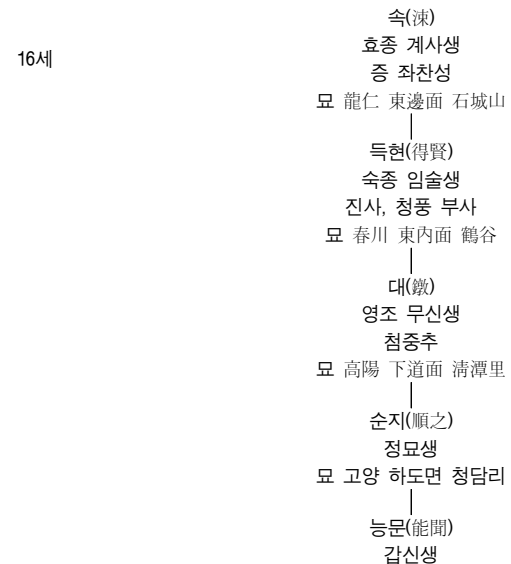 속(涑)
효종 계사생
16세
증 좌찬성
묘 龍仁 東邊面 石城山
득현(得賢)
숙종 임술생
진사, 청풍 부사
묘 春川 東內面 鶴谷
대(鐓)
영조 무신생
첨중추
묘 高陽 下道面 淸潭里
순지(順之)
정묘생
묘 고양 하도면 청담리
능문(能聞)
갑신생